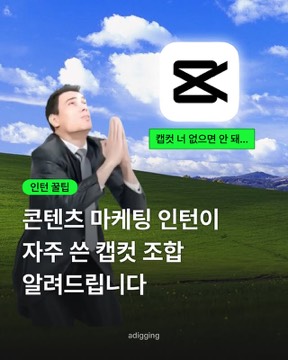 캡컷 너 없으면 안 돼...
인턴 꿀팁
콘텐츠 마케팅 인턴이
자주 쓴 캡컷 조합
알려드립니다
adigging